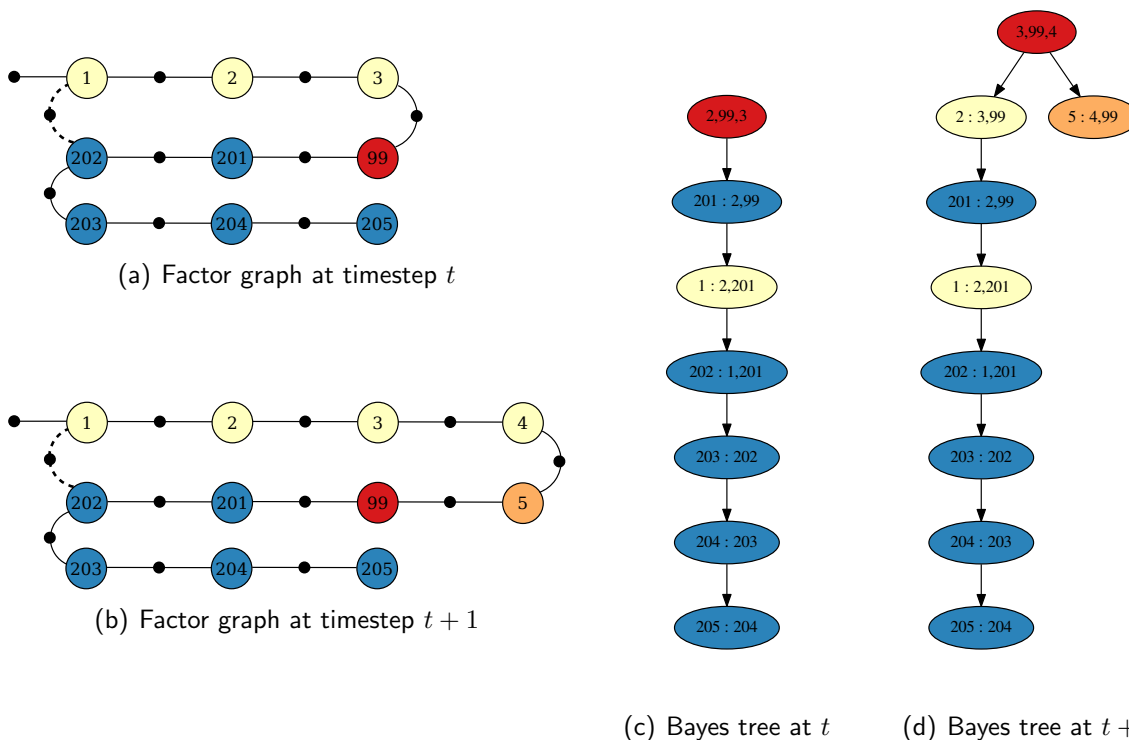 1 2 3
202 201 99
203 204 205
(a) Factor graph at timestep t
1 2 3 4
202 201 99 5
203 204 205
(b) Factor graph at timestep t + 1
2,99,3
201 : 2,99
1 : 2,201
202 : 1,201
203 : 202
204 : 203
205 : 204
(c) Bayes tree at t
3,99,4
2 : 3,99 5 : 4,99
201 : 2,99
1 : 2,201
202 : 1,201
203 : 202
204 : 203
205 : 204
(d) Bayes tree at t +